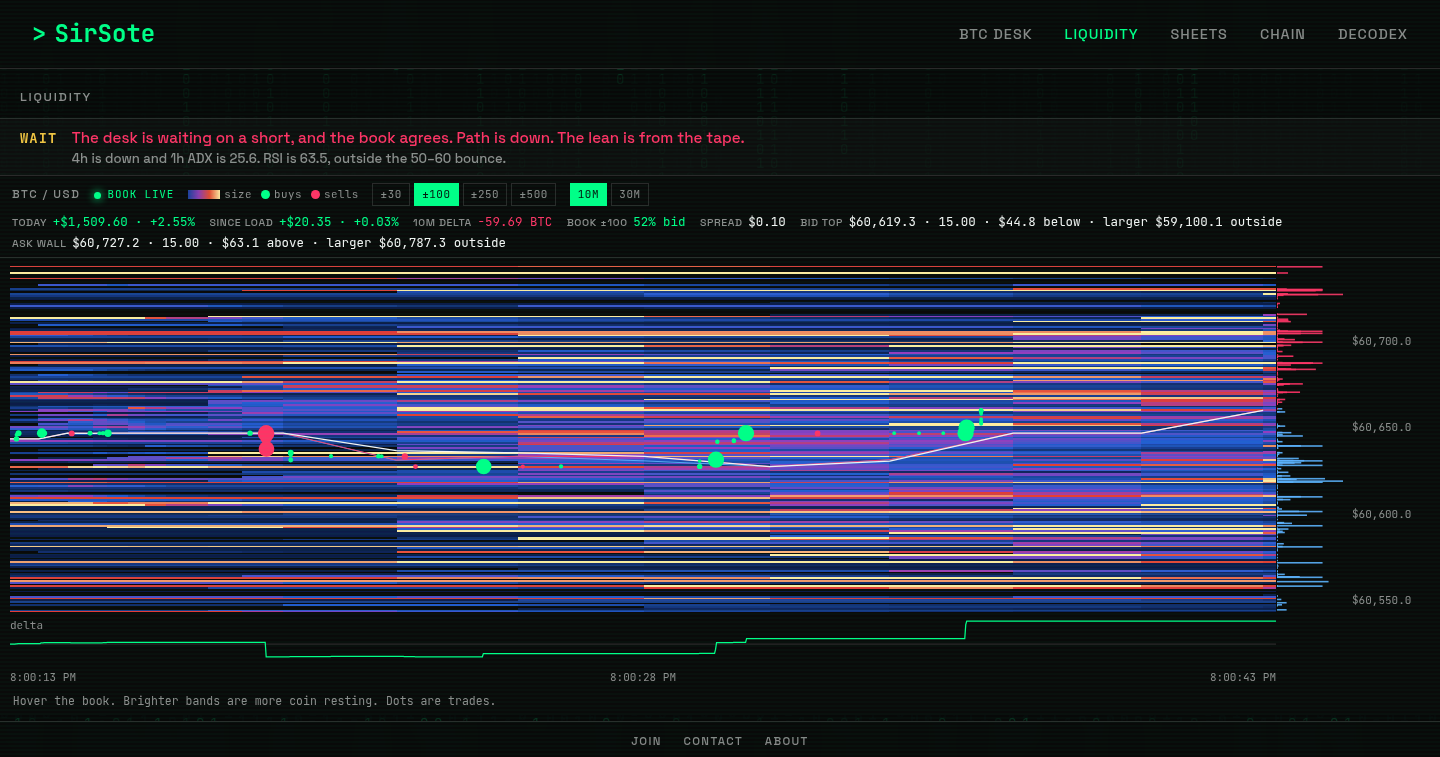 > SirSote
BTC DESK LIQUIDITY SHEETS CHAIN DECODEX
LIQUIDITY
WAIT The desk is waiting on a short, and the book agrees. Path is down. The lean is from the tape.
4h is down and 1h ADX is 25.6. RSI is 63.5, outside the 50–60 bounce.
BTC / USD BOOK LIVE size buys sells ±30 ±100 ±250 ±500 10M 30M
TODAY +$1,509.60 · +2.55% SINCE LOAD +$20.35 · +0.03% 10M DELTA -59.69 BTC BOOK ±100 52% bid SPREAD $0.10 BID TOP $60,619.3 · 15.00 · $44.8 below · larger $59,100.1 outside
ASK WALL $60,727.2 · 15.00 · $63.1 above · larger $60,787.3 outside
$60,700.0
$60,650.0
$60,600.0
$60,550.0
delta
8:00:13 PM 8:00:28 PM 8:00:43 PM
Hover the book. Brighter bands are more coin resting. Dots are trades.
JOIN CONTACT ABOUT